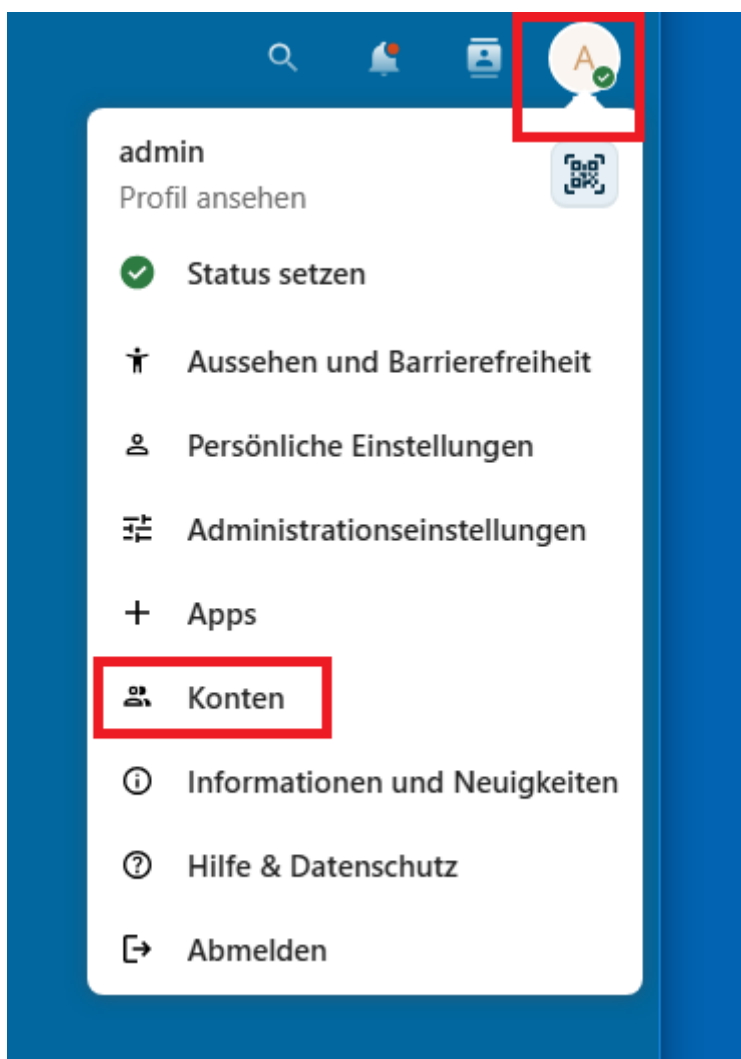 A
admin
Profil ansehen
Status setzen
Aussehen und Barrierefreiheit
Persönliche Einstellungen
Administrationseinstellungen
Apps
Konten
Informationen und Neuigkeiten
Hilfe & Datenschutz
Abmelden